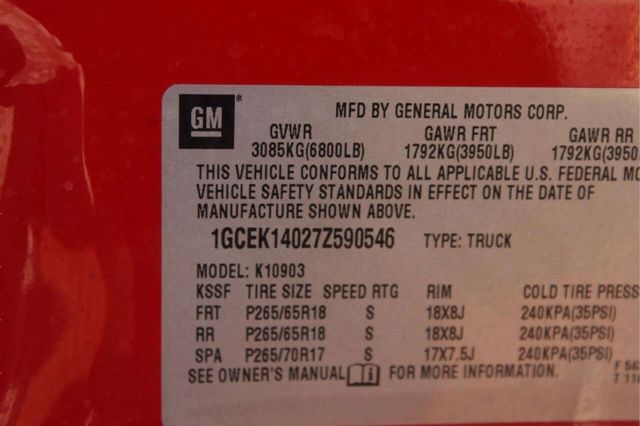 GM®
MFD BY GENERAL MOTORS CORP.
GVWR GAWR FRT GAWR RR
3085KG(6800LB) 1792KG(3950LB) 1792KG(3950
THIS VEHICLE CONFORMS TO ALL APPLICABLE U.S. FEDERAL MO
VEHICLE SAFETY STANDARDS IN EFFECT ON THE DATE OF
MANUFACTURE SHOWN ABOVE.
1GCEK14027Z590546 TYPE: TRUCK
MODEL: K10903
KSSF TIRE SIZE SPEED RTG RIM COLD TIRE PRESS
FRT P265/65R18 S 18X8J 240KPA(35PSI)
RR P265/65R18 S 18X8J 240KPA(35PSI)
SPA P265/70R17 S 17X7.5J 240KPA(35PSI)
SEE OWNER'S MANUAL i FOR MORE INFORMATION.